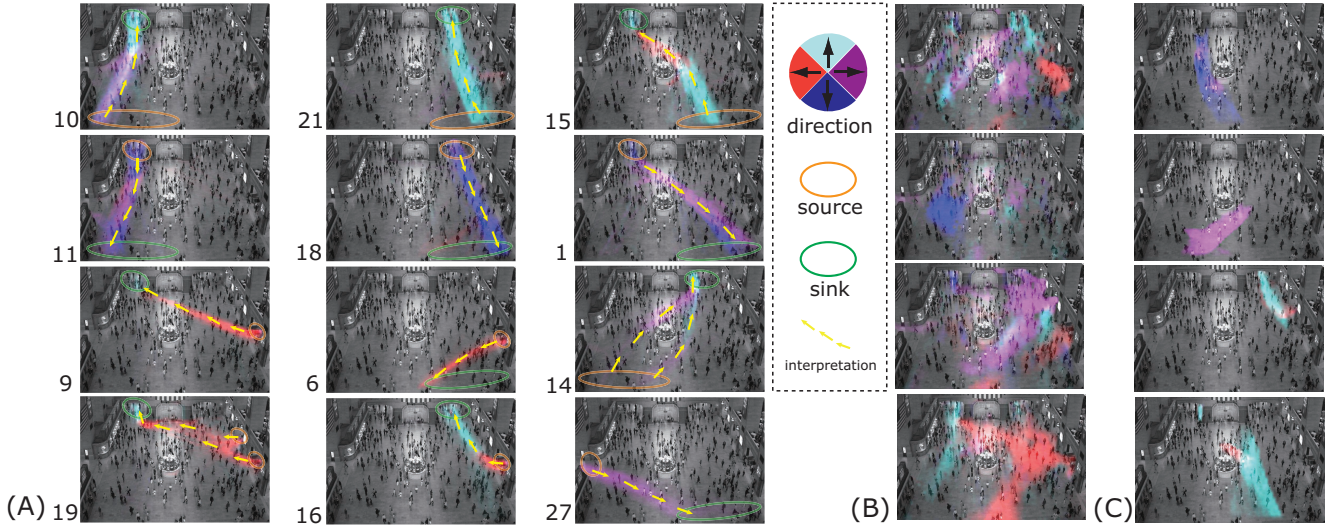 10
21
15
direction
11
18
1
source
sink
9
6
14
interpretation
(A)
19
16
27
(B)
(C)